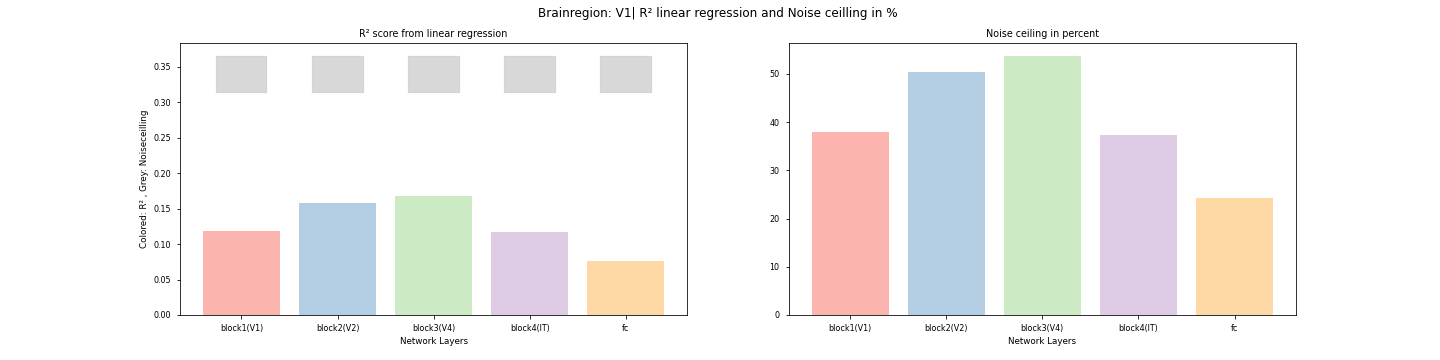 Brainregion: V1| R² linear regression and Noise ceilling in %
R² score from linear regression
Colored: R² , Grey: Noiseceilling
0.35
0.30
0.25
0.20
0.15
0.10
0.05
0.00
block1(V1) block2(V2) block3(V4) block4(IT) fc
Network Layers
Noise ceiling in percent
50
40
30
20
10
0
block1(V1) block2(V2) block3(V4) block4(IT) fc
Network Layers